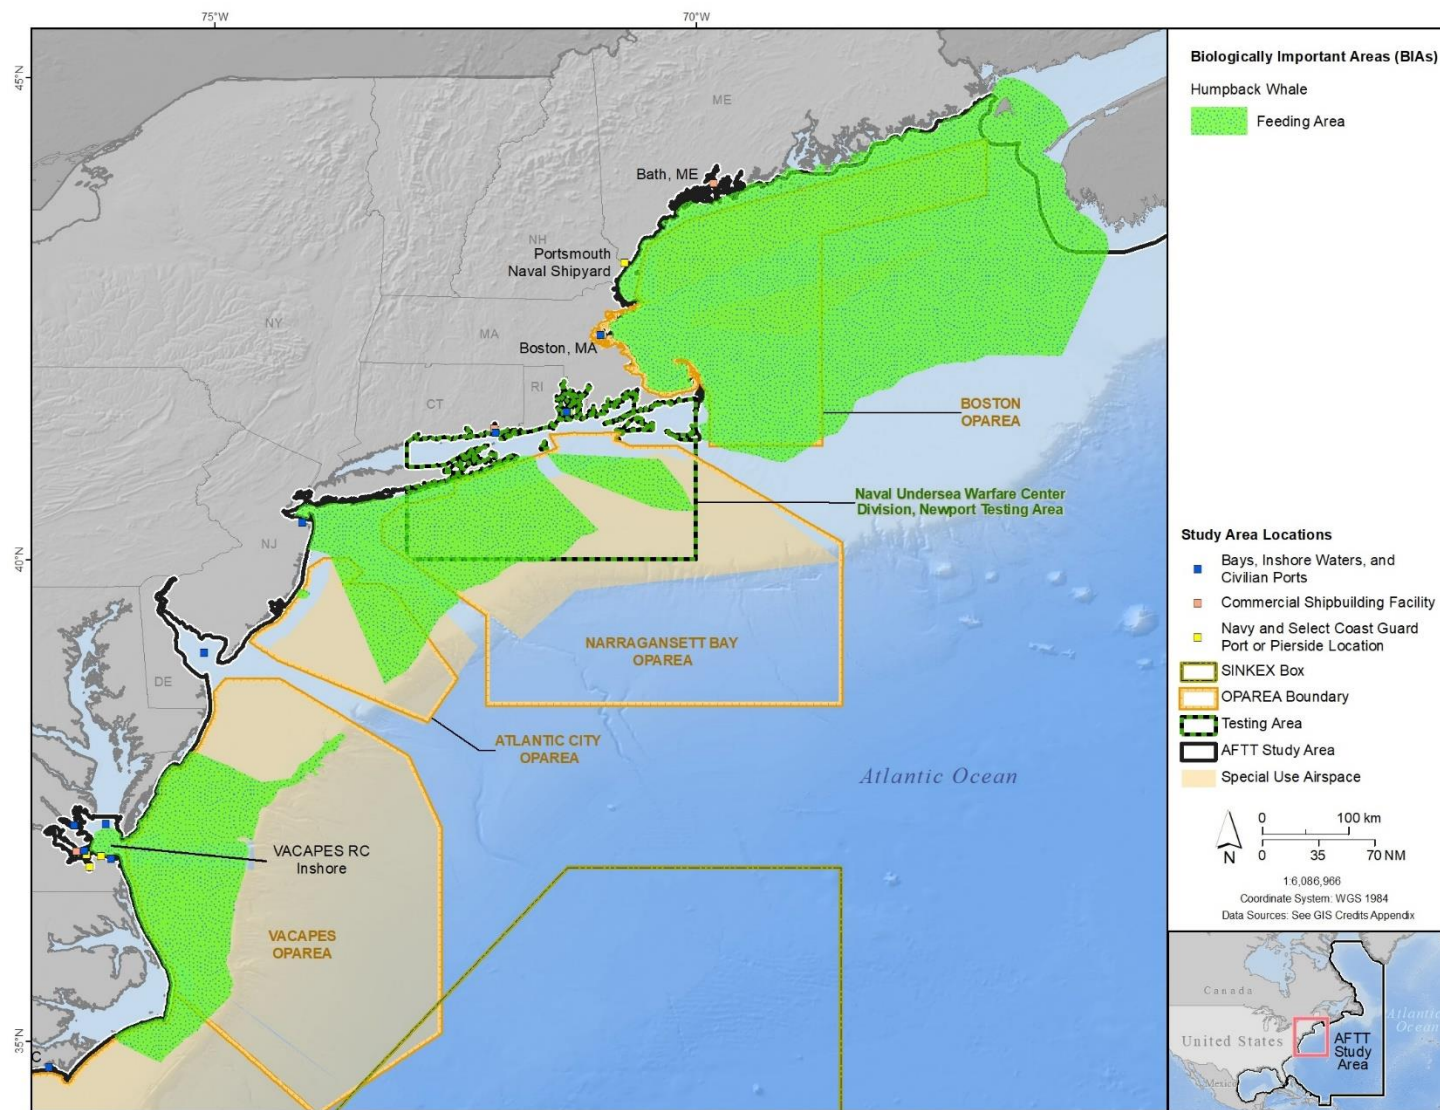 75°W
70°W
45°N
40°N
35°N
ME
Bath, ME
NH
Portsmouth
Naval Shipyard
NY
MA
Boston, MA
RI
CT
BOSTON
OPAREA
Naval Undersea Warfare Center
Division, Newport Testing Area
NJ
NARRAGANSETT BAY
OPAREA
DE
ATLANTIC CITY
OPAREA
Atlantic Ocean
VACAPES RC
Inshore
VACAPES
OPAREA
C
Biologically Important Areas (BIAs)
Humpback Whale
Feeding Area
Study Area Locations
Bays, Inshore Waters, and
Civilian Ports
Commercial Shipbuilding Facility
Navy and Select Coast Guard
Port or Pierside Location
SINKEX Box
OPAREA Boundary
Testing Area
AFTT Study Area
Special Use Airspace
N
0 100 km
0 35 70 NM
1:6,086,966
Coordinate System: WGS 1984
Data Sources: See GIS Credits Appendix
Canada
United States
Mexico
Atlantic
Ocean
AFTT
Study
Area